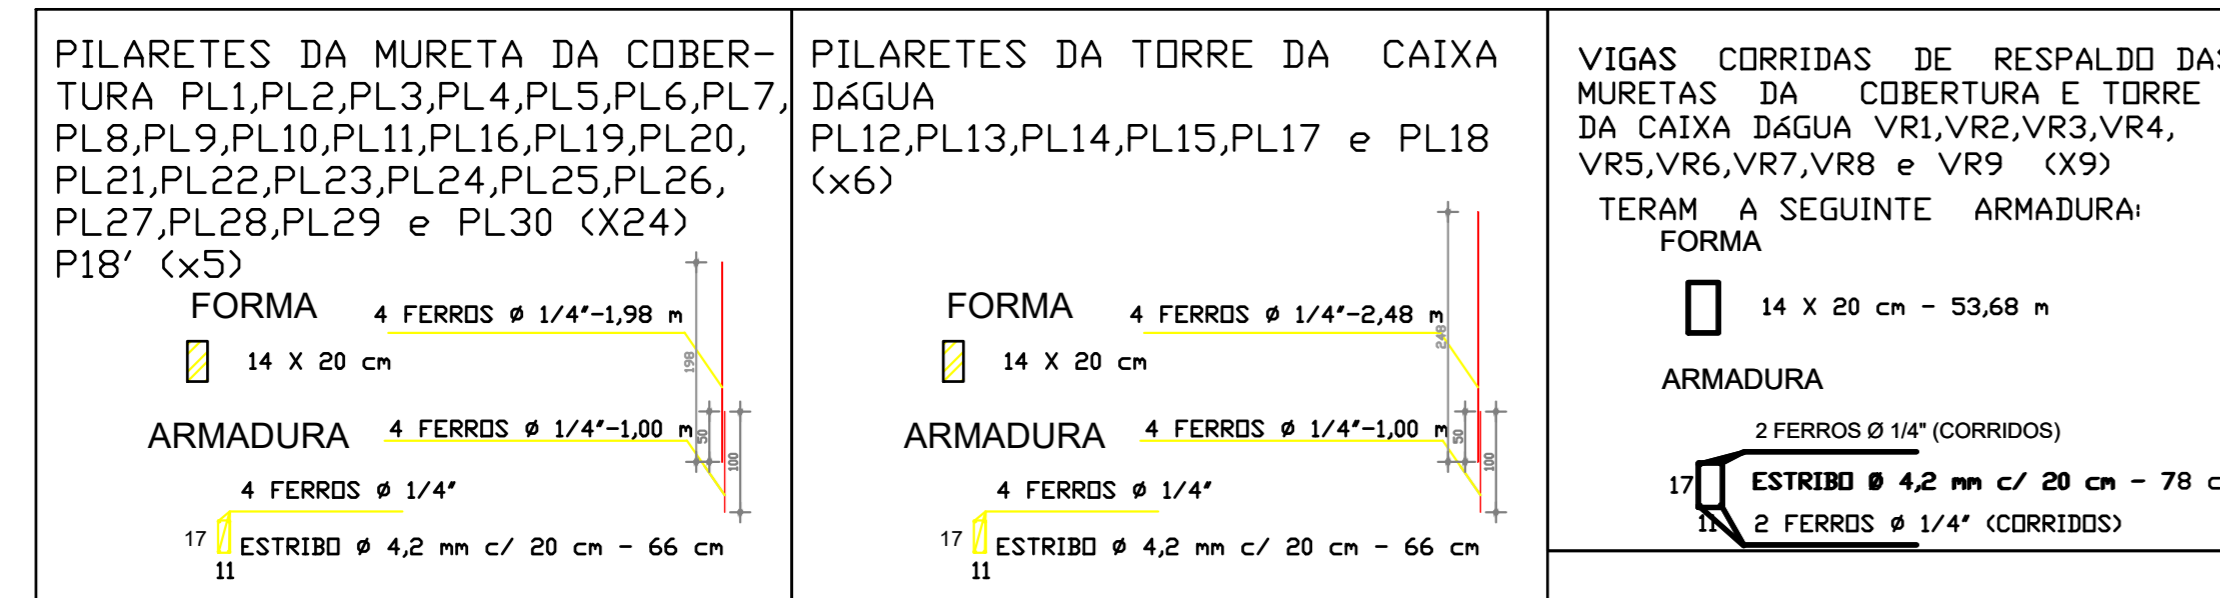 PILARETES DA MURETA DA COBER-
TURA PL1,PL2,PL3,PL4,PL5,PL6,PL7,
PL8,PL9,PL10,PL11,PL16,PL19,PL20,
PL21,PL22,PL23,PL24,PL25,PL26,
PL27,PL28,PL29 e PL30 (X24)
P18' (x5)
FORMA
4 FERROS Ø 1/4"-1,98 m
198
14 X 20 cm
ARMADURA
4 FERROS Ø 1/4"-1,00 m
50
100
4 FERROS Ø 1/4"
17
ESTRIBO Ø 4,2 mm c/ 20 cm - 66 cm
11
PILARETES DA TORRE DA CAIXA
DáGUA
PL12,PL13,PL14,PL15,PL17 e PL18
(x6)
FORMA
4 FERROS Ø 1/4"-2,48 m
248
14 X 20 cm
ARMADURA
4 FERROS Ø 1/4"-1,00 m
50
100
4 FERROS Ø 1/4"
17
ESTRIBO Ø 4,2 mm c/ 20 cm - 66 cm
11
VIGAS CORRIDAS DE RESPALDO DAS
MURETAS DA COBERTURA E TORRE
DA CAIXA DáGUA VR1,VR2,VR3,VR4,
VR5,VR6,VR7,VR8 e VR9 (X9)
TERAM A SEGUINTE ARMADURA:
FORMA
14 X 20 cm - 53,68 m
ARMADURA
2 FERROS Ø 1/4" (CORRIDOS)
17
ESTRIBO Ø 4,2 mm c/ 20 cm - 78 c
11
2 FERROS Ø 1/4" (CORRIDOS)